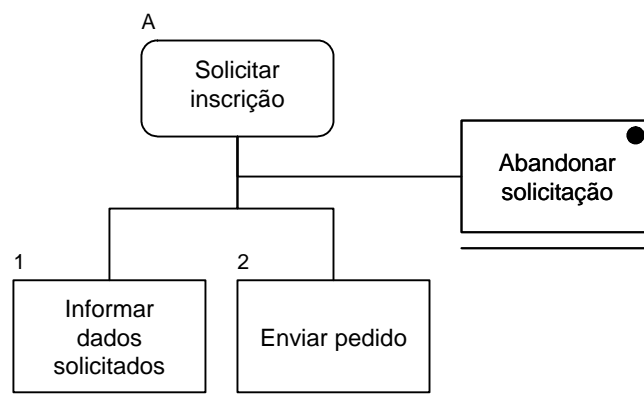 A
Solicitar
inscrição
Abandonar
solicitação
1
Informar
dados
solicitados
2
Enviar pedido